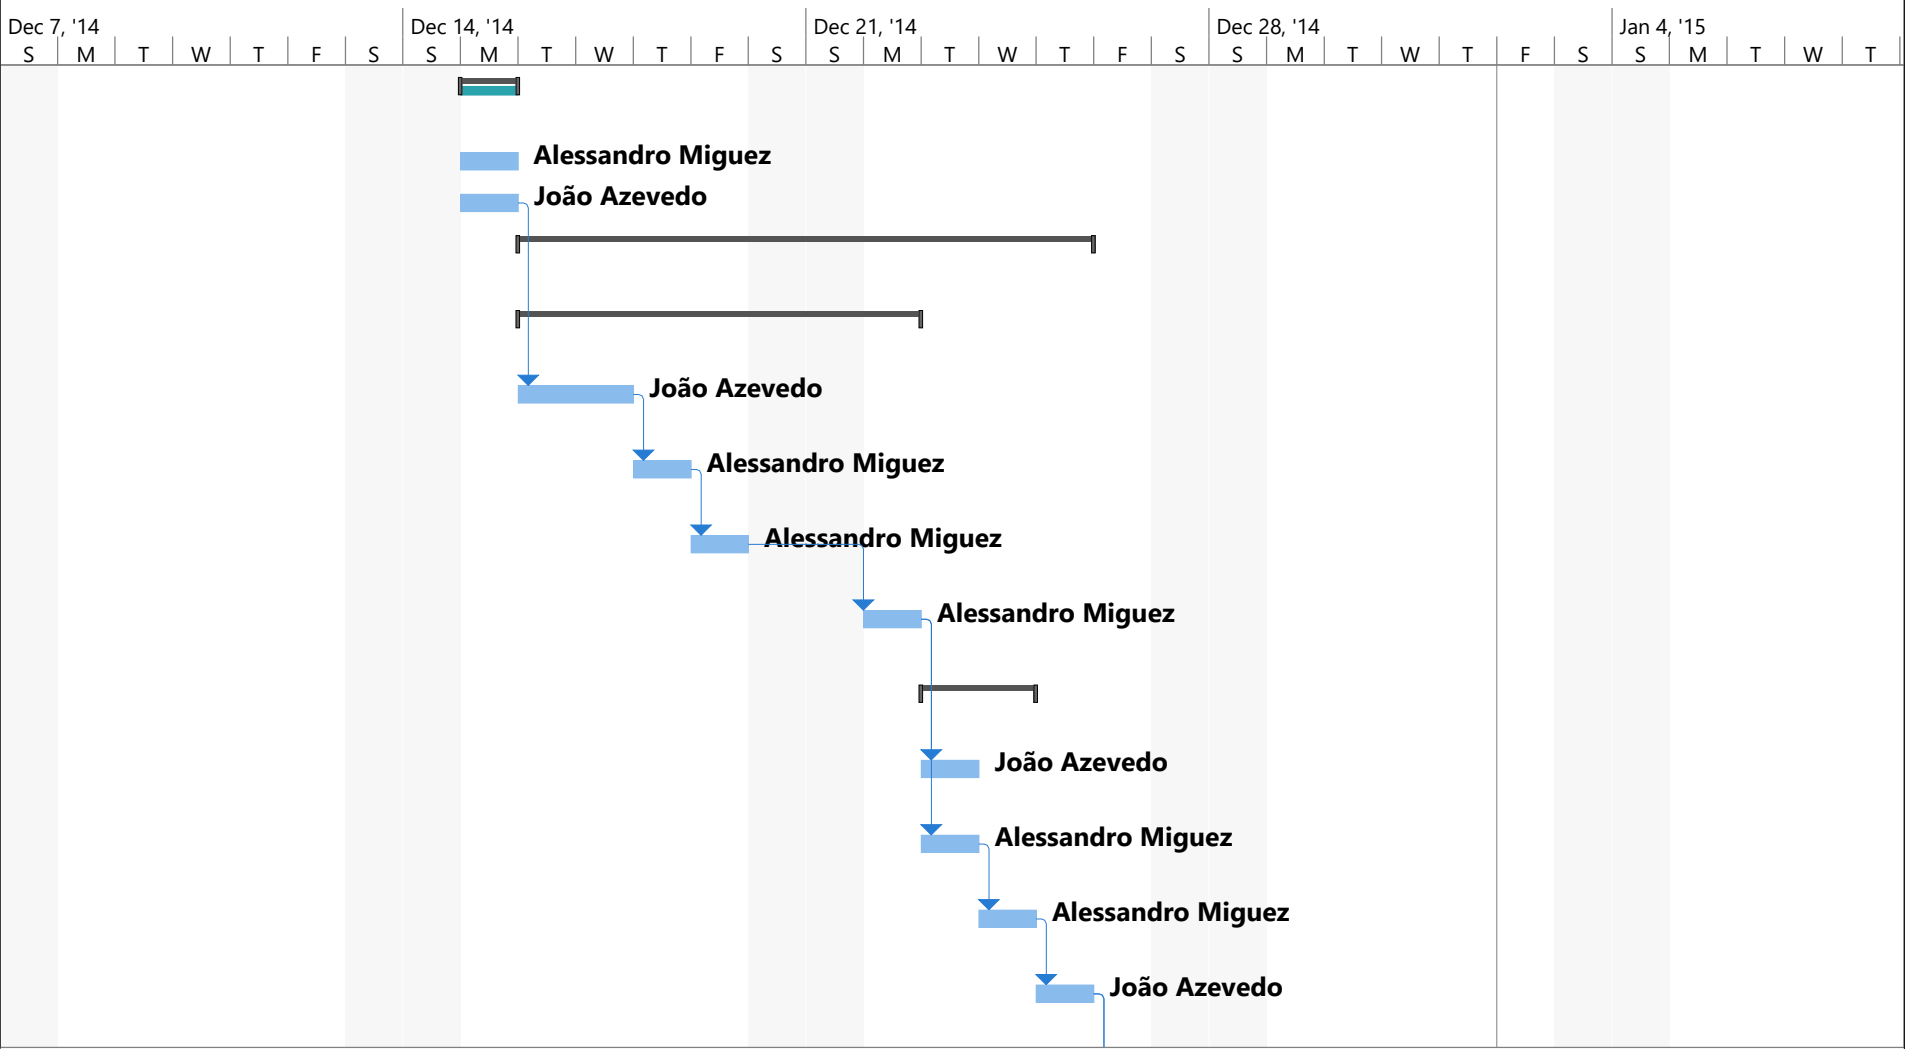 Dec 7, '14 Dec 14, '14 Dec 21, '14 Dec 28, '14 Jan 4, '15
S M T W T F S S M T W T F S S M T W T F S S M T W T F S S M T W T
Alessandro Miguez
João Azevedo
João Azevedo
Alessandro Miguez
Alessandro Miguez
Alessandro Miguez
João Azevedo
Alessandro Miguez
Alessandro Miguez
João Azevedo